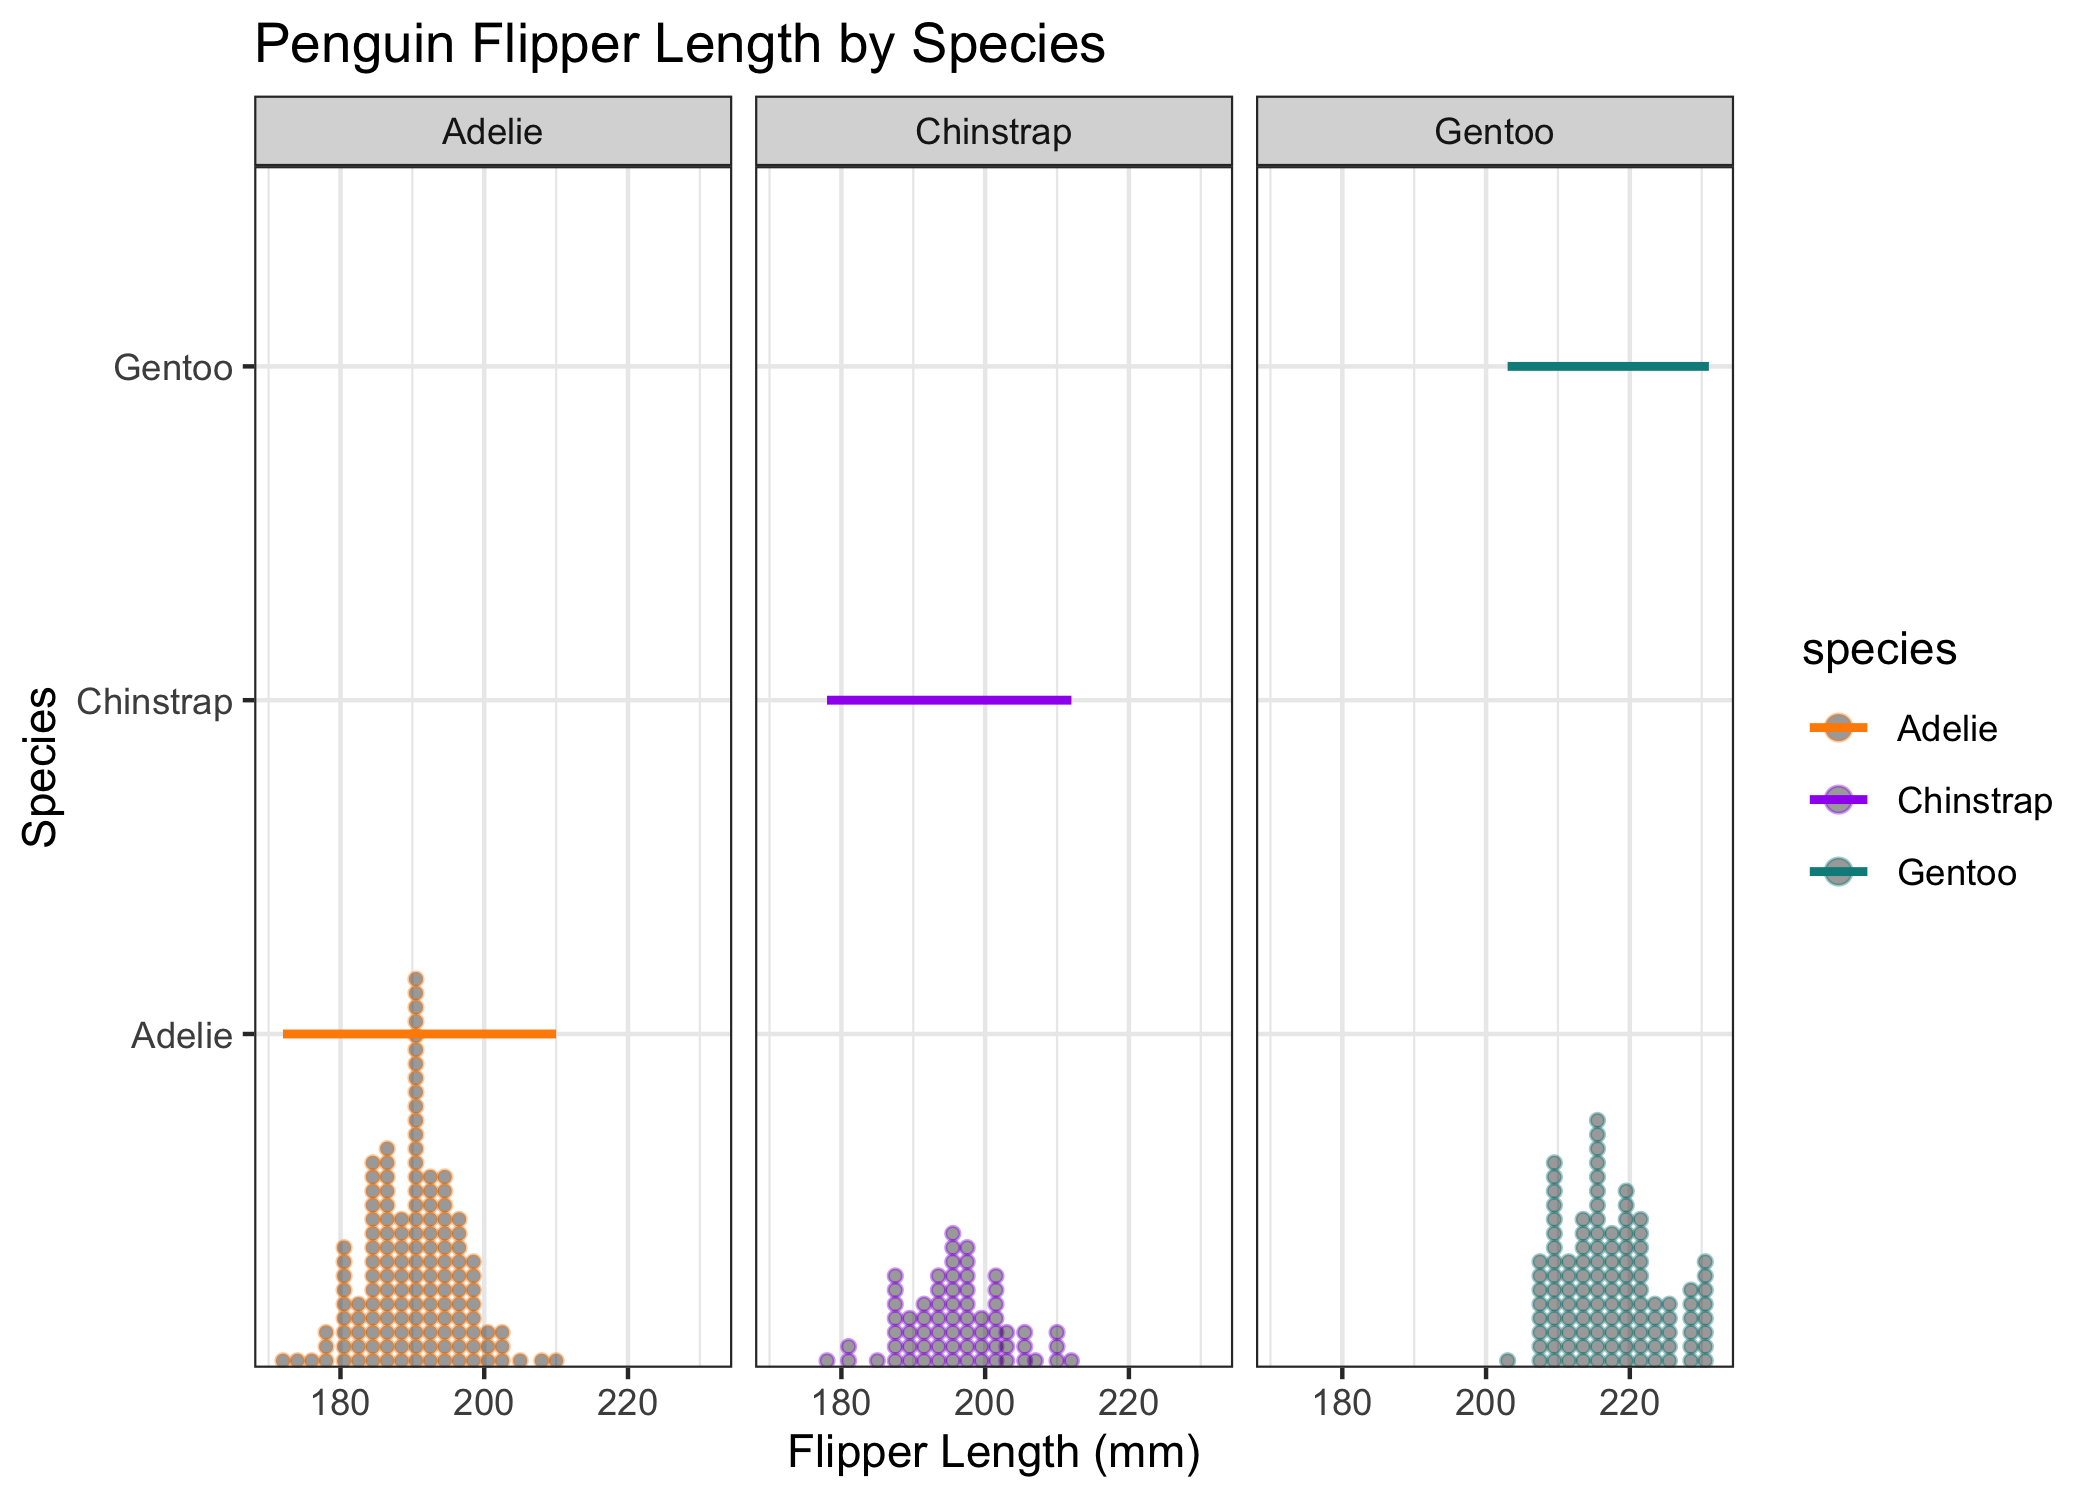 Penguin Flipper Length by Species
Adelie
Chinstrap
Gentoo
Gentoo
Chinstrap
Adelie
Species
180 200 220
180 200 220
180 200 220
Flipper Length (mm)
species
Adelie
Chinstrap
Gentoo